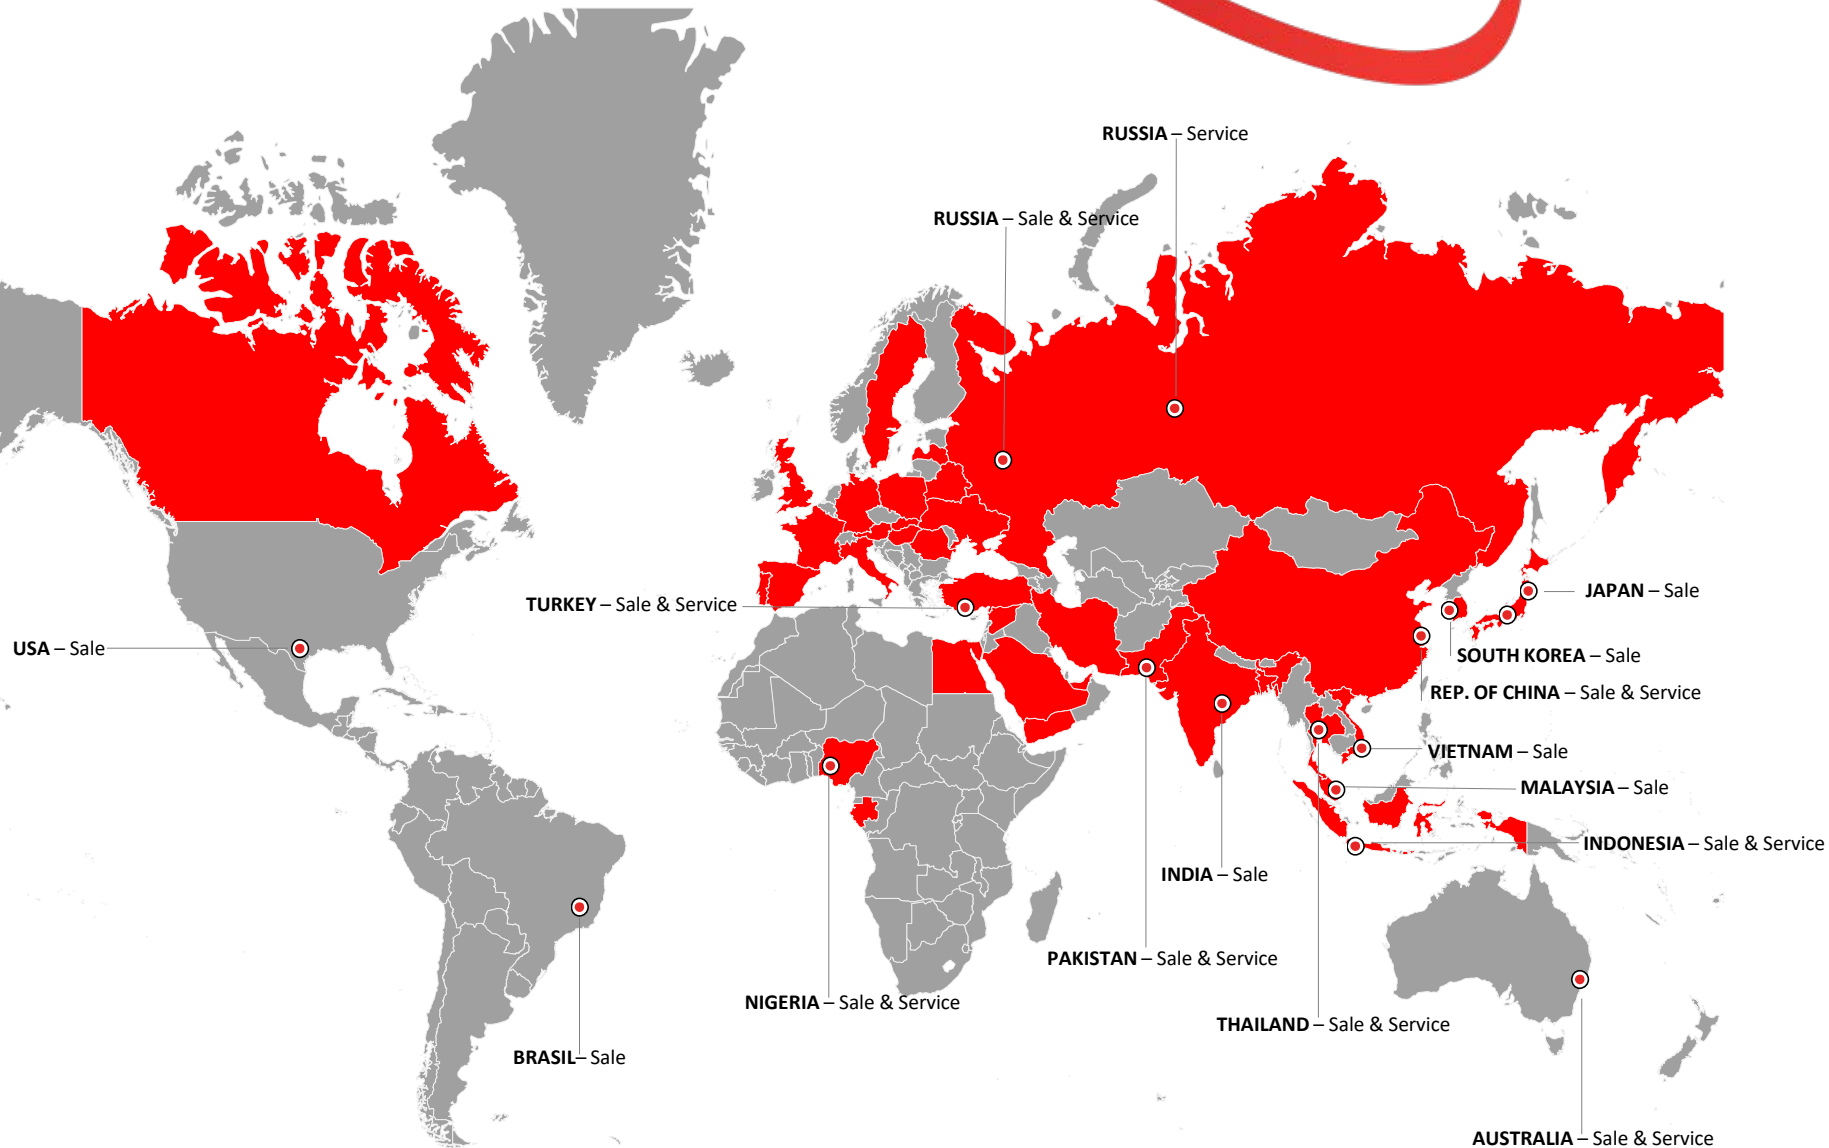 RUSSIA – Service
RUSSIA – Sale & Service
JAPAN – Sale
TURKEY – Sale & Service
USA – Sale
SOUTH KOREA – Sale
REP. OF CHINA – Sale & Service
VIETNAM – Sale
MALAYSIA – Sale
INDONESIA – Sale & Service
INDIA – Sale
PAKISTAN – Sale & Service
NIGERIA – Sale & Service
THAILAND – Sale & Service
BRASIL– Sale
AUSTRALIA – Sale & Service